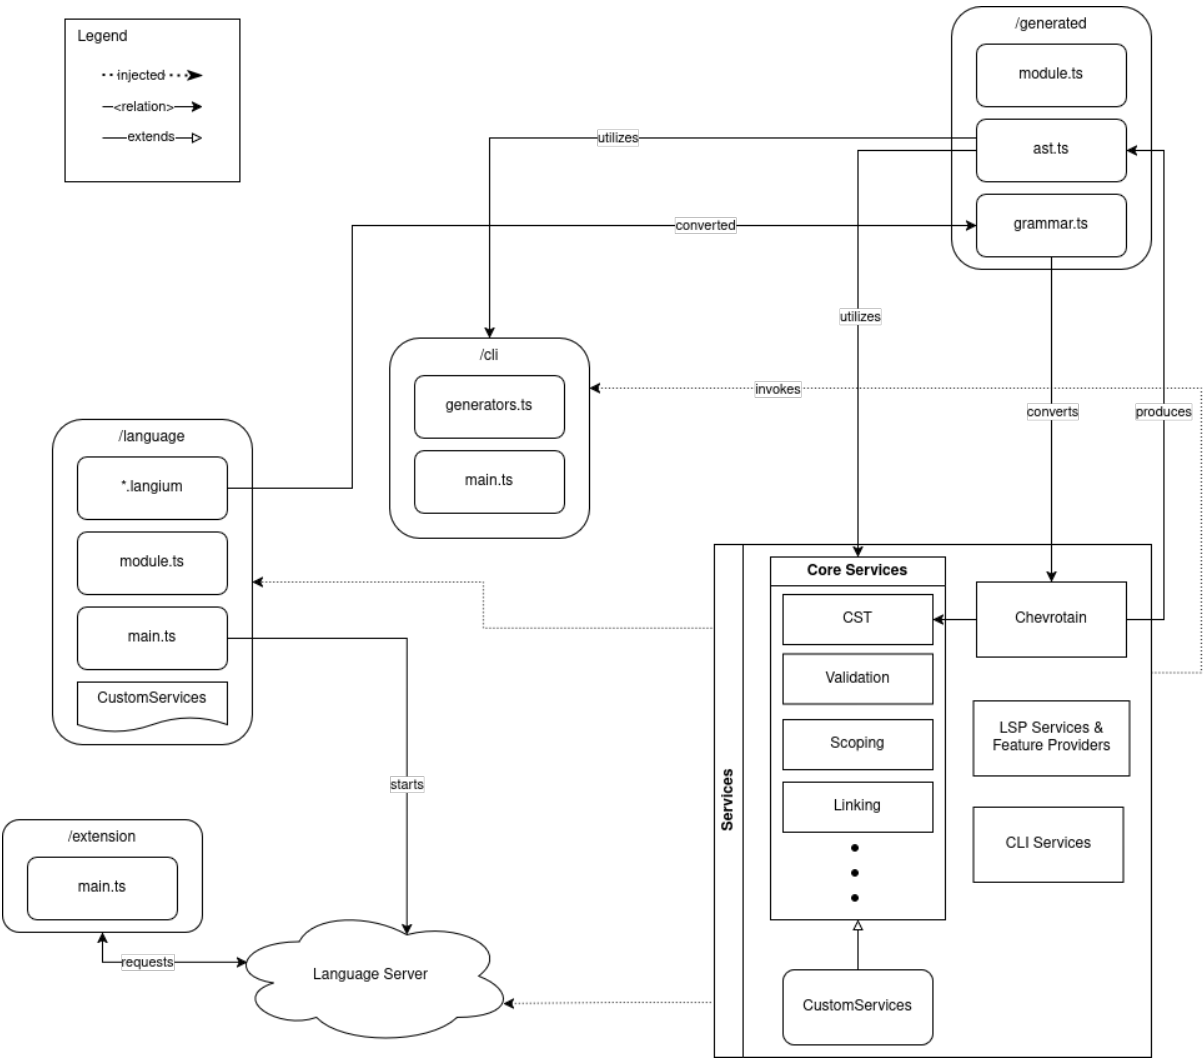 Legend
injected
<relation>
extends
/generated
module.ts
ast.ts
grammar.ts
utilizes
converted
utilizes
/cli
generators.ts
main.ts
invokes
converts
produces
/language
*.langium
module.ts
main.ts
CustomServices
starts
/extension
main.ts
requests
Language Server
Services
Core Services
CST
Validation
Scoping
Linking
Chevrotain
LSP Services &
Feature Providers
CLI Services
CustomServices